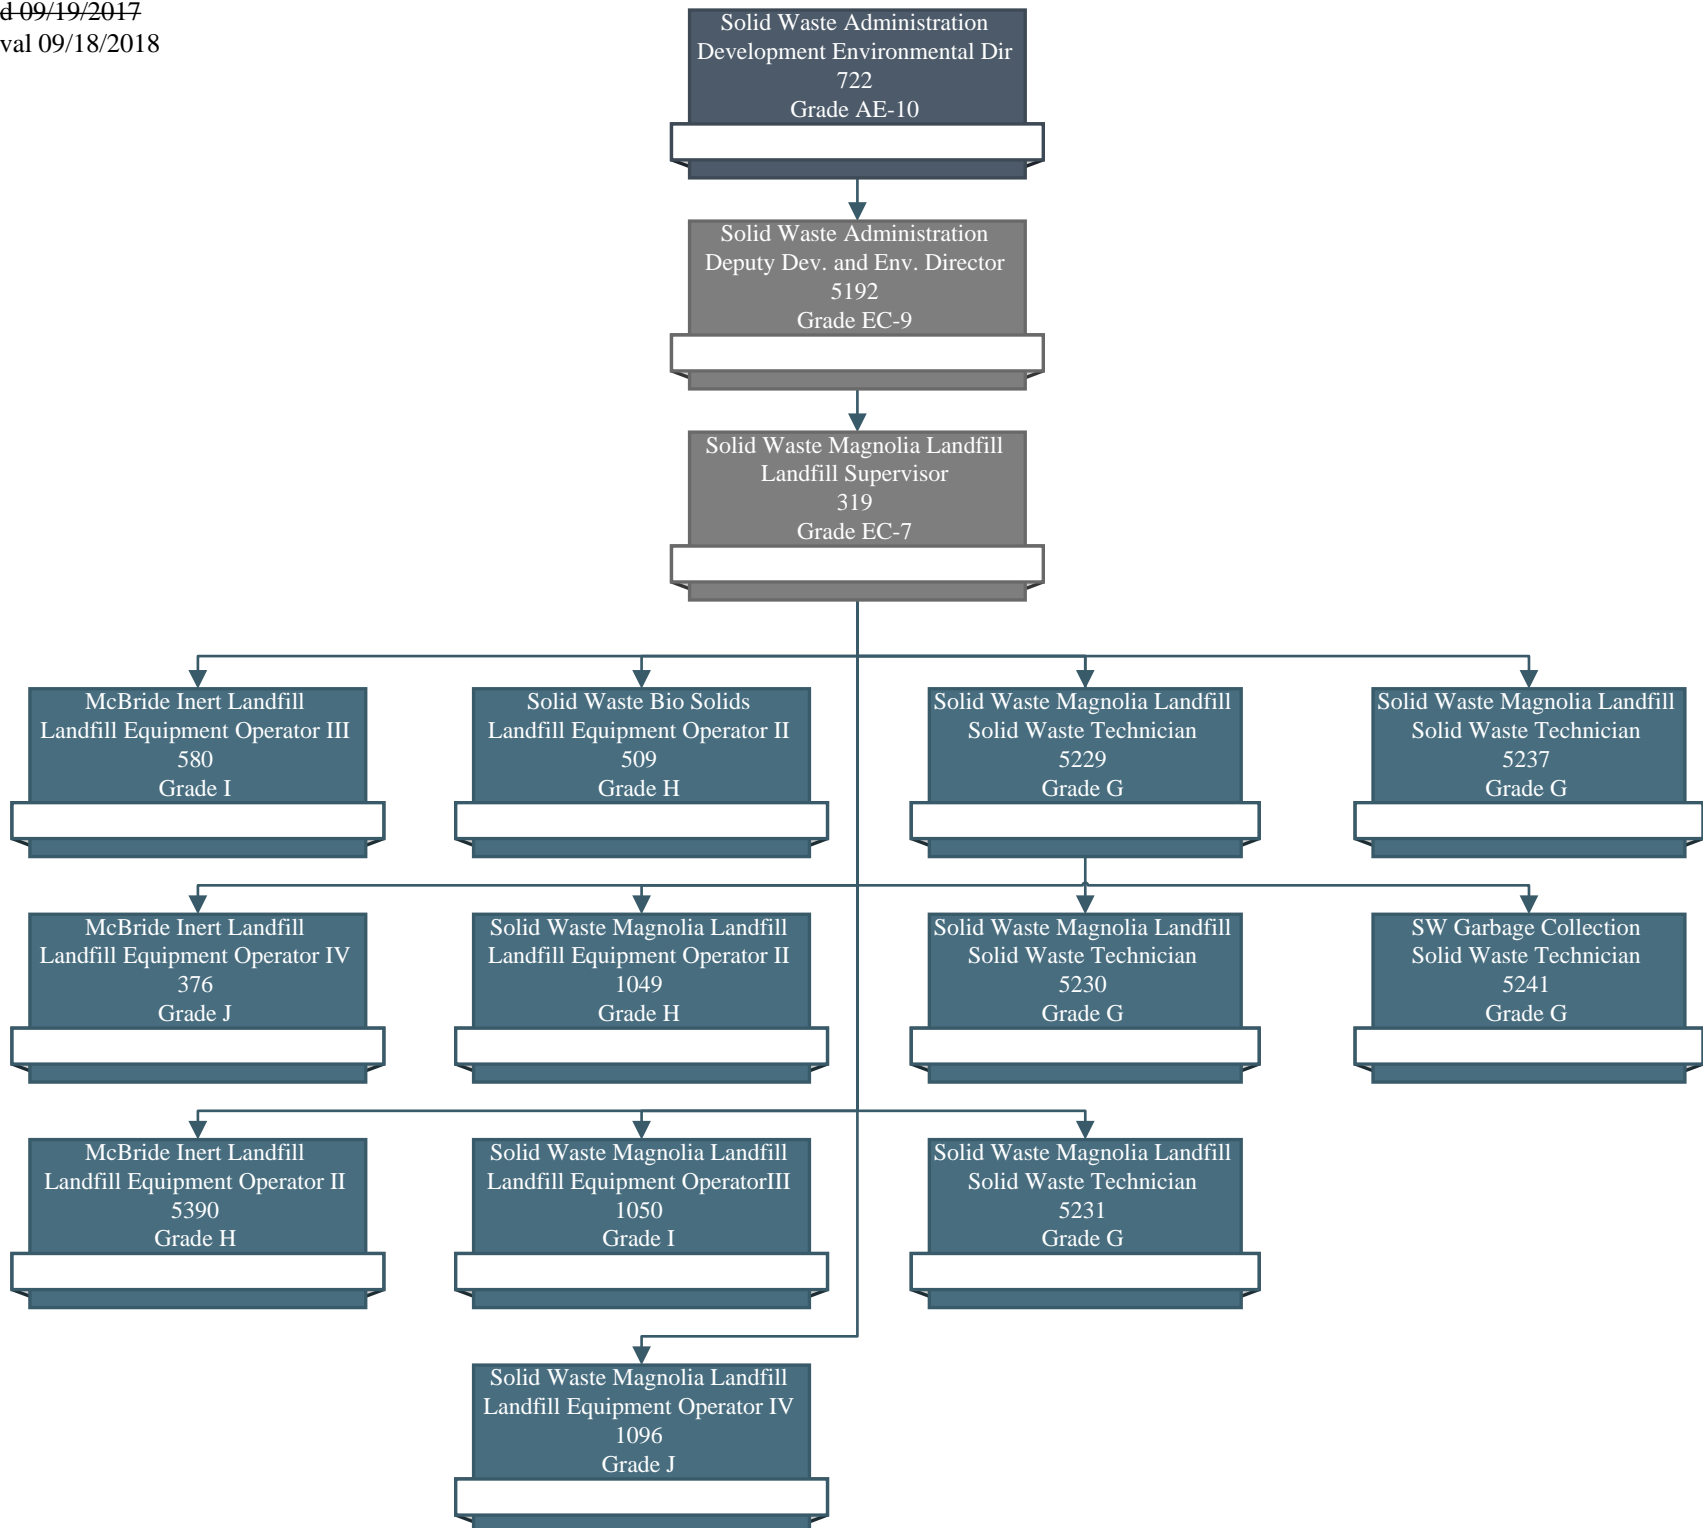 d 09/19/2017
val 09/18/2018
Solid Waste Administration
Development Environmental Dir
722
Grade AE-10
Solid Waste Administration
Deputy Dev. and Env. Director
5192
Grade EC-9
Solid Waste Magnolia Landfill
Landfill Supervisor
319
Grade EC-7
McBride Inert Landfill
Landfill Equipment Operator III
580
Grade I
Solid Waste Bio Solids
Landfill Equipment Operator II
509
Grade H
Solid Waste Magnolia Landfill
Solid Waste Technician
5229
Grade G
Solid Waste Magnolia Landfill
Solid Waste Technician
5237
Grade G
McBride Inert Landfill
Landfill Equipment Operator IV
376
Grade J
Solid Waste Magnolia Landfill
Landfill Equipment Operator II
1049
Grade H
Solid Waste Magnolia Landfill
Solid Waste Technician
5230
Grade G
SW Garbage Collection
Solid Waste Technician
5241
Grade G
McBride Inert Landfill
Landfill Equipment Operator II
5390
Grade H
Solid Waste Magnolia Landfill
Landfill Equipment OperatorIII
1050
Grade I
Solid Waste Magnolia Landfill
Solid Waste Technician
5231
Grade G
Solid Waste Magnolia Landfill
Landfill Equipment Operator IV
1096
Grade J